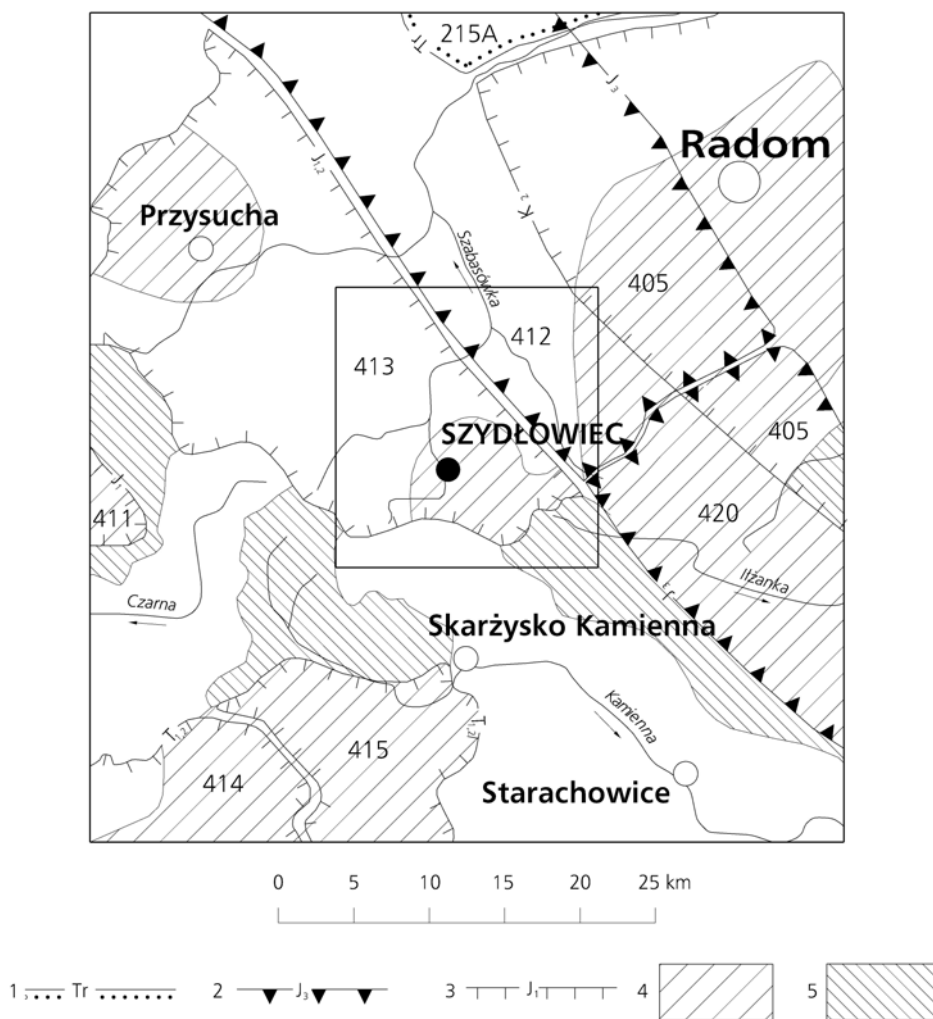 215A
Tr
J₃
Radom
J₁,₂
K₂
Przysucha
Szabasówka
405
412
413
SZYDŁOWIEC
405
J₁
411
420
Czarna
J₃
Iłżanka
Skarżysko Kamienna
Kamienna
T₁,₂
T₁,₂
415
414
Starachowice
0 5 10 15 20 25 km
1 Tr 2 J₃ 3 J₁ 4 5